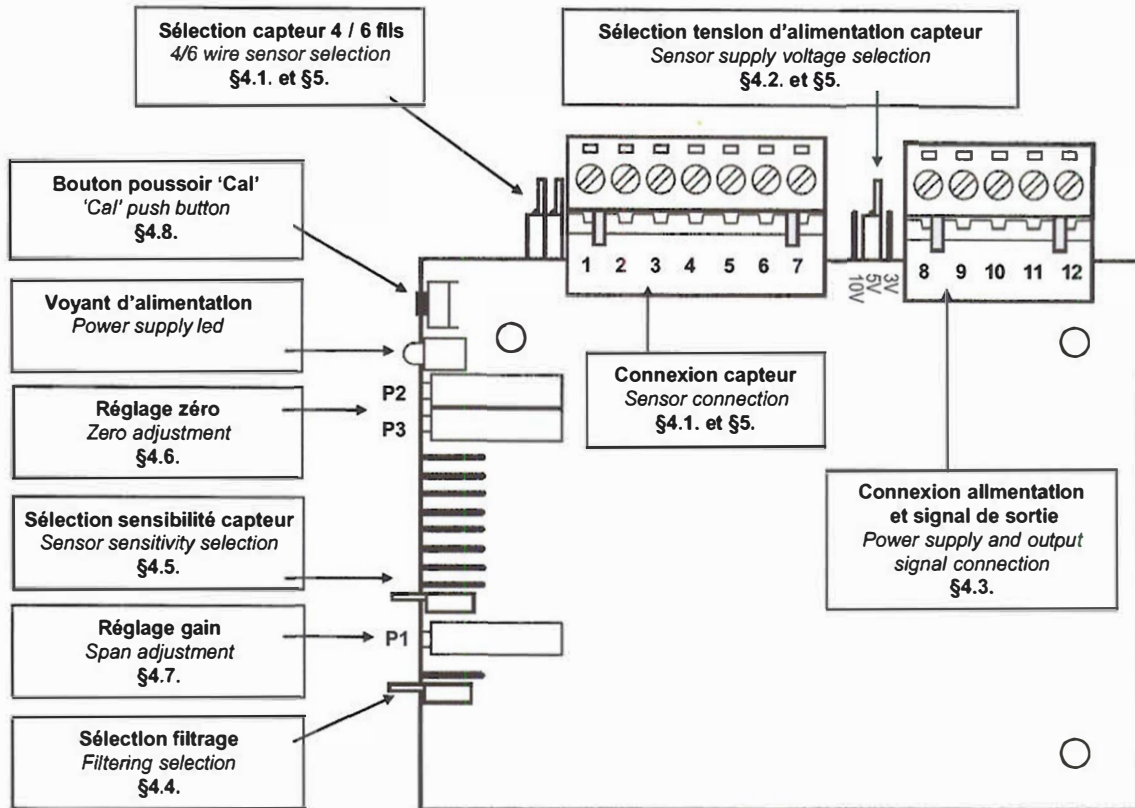 Sélection capteur 4 / 6 fils
4/6 wire sensor selection
§4.1. et §5.
Sélection tension d'alimentation capteur
Sensor supply voltage selection
§4.2. et §5.
Bouton poussoir ‘Cal’
‘Cal’ push button
§4.8.
1 2 3 4 5 6 7
10V
5V
3V
8 9 10 11 12
Voyant d'alimentation
Power supply led
Réglage zéro
Zero adjustment
§4.6.
P2
P3
Connexion capteur
Sensor connection
§4.1. et §5.
Sélection sensibilité capteur
Sensor sensitivity selection
§4.5.
Connexion alimentation
et signal de sortie
Power supply and output
signal connection
§4.3.
Réglage gain
Span adjustment
§4.7.
P1
Sélection filtrage
Filtering selection
§4.4.